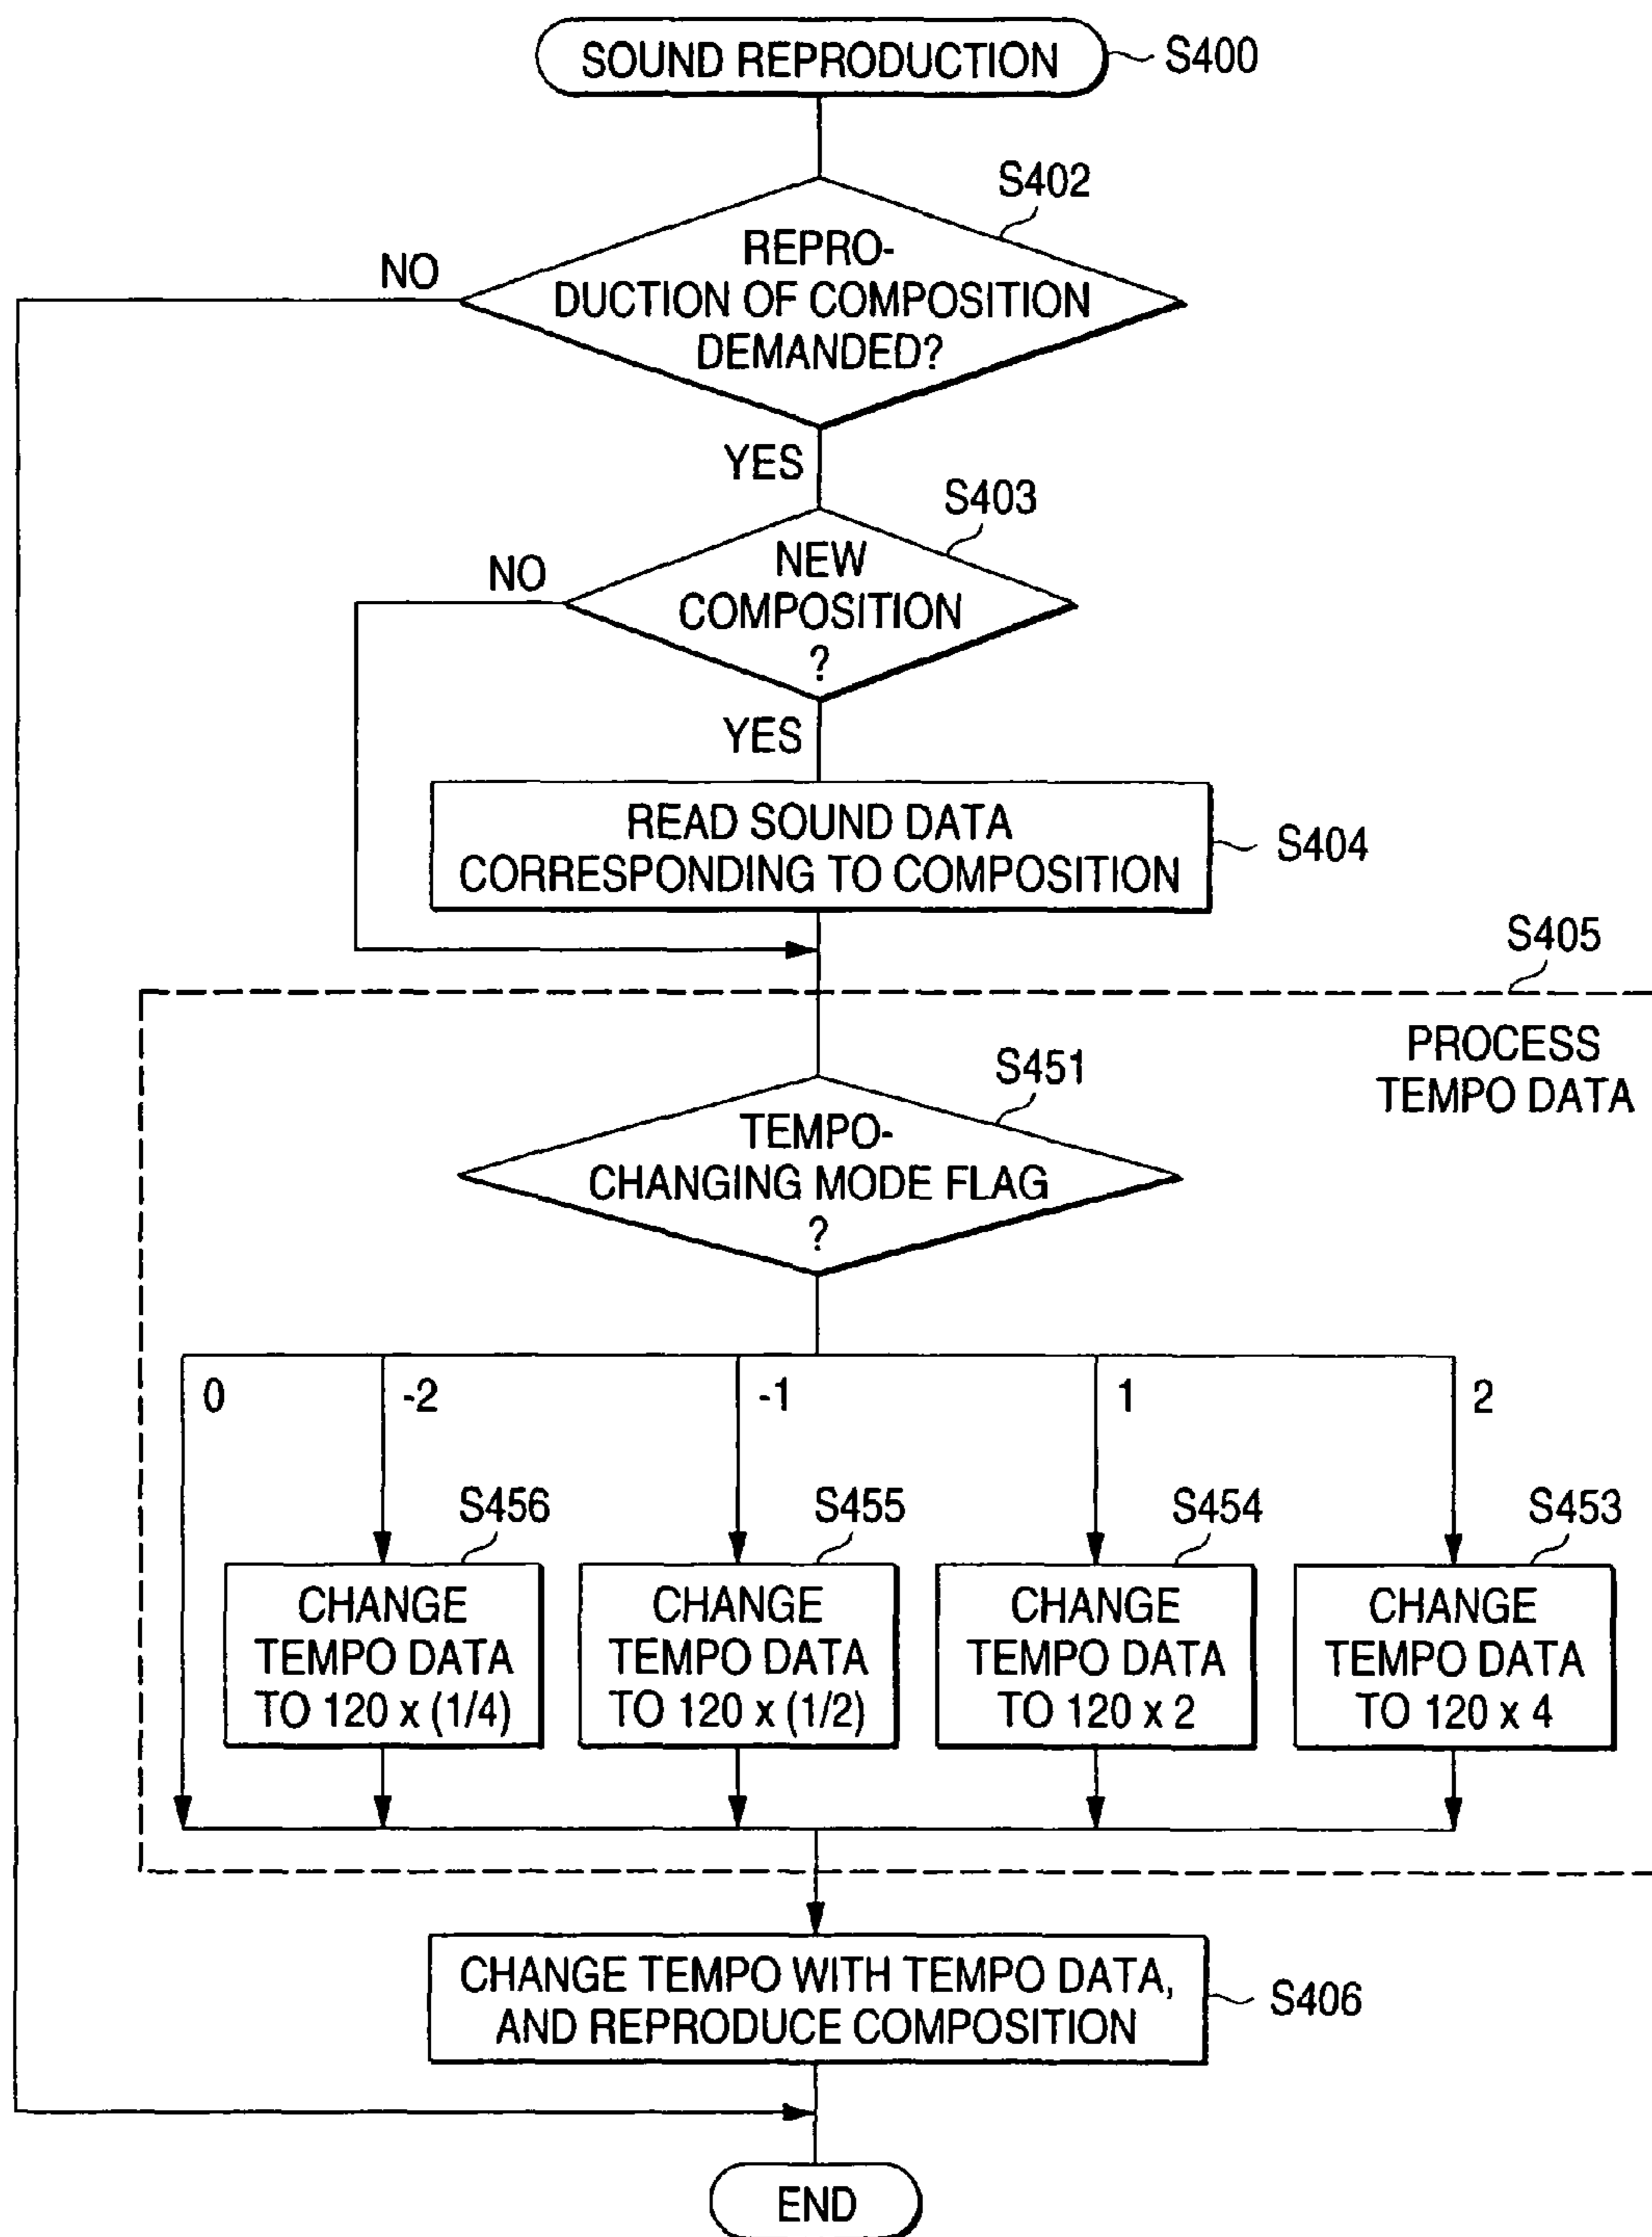 SOUND REPRODUCTION
S400
S402
REPRO-
DUCTION OF COMPOSITION
DEMANDED?
NO
YES
S403
NEW
COMPOSITION
?
NO
YES
READ SOUND DATA
CORRESPONDING TO COMPOSITION
S404
S405
PROCESS
TEMPO DATA
S451
TEMPO-
CHANGING MODE FLAG
?
0
-2
-1
1
2
S456
CHANGE
TEMPO DATA
TO 120 x (1/4)
S455
CHANGE
TEMPO DATA
TO 120 x (1/2)
S454
CHANGE
TEMPO DATA
TO 120 x 2
S453
CHANGE
TEMPO DATA
TO 120 x 4
CHANGE TEMPO WITH TEMPO DATA,
AND REPRODUCE COMPOSITION
S406
END